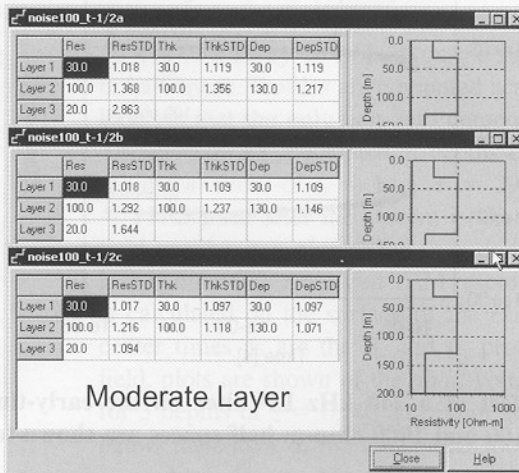 noise100_t-1/2a
Res ResSTD Thk ThkSTD Dep DepSTD
Layer 1 30.0 1.018 30.0 1.119 30.0 1.119
Layer 2 100.0 1.368 100.0 1.356 130.0 1.217
Layer 3 20.0 2.863
0.0
50.0
100.0
150.0
Depth [m]
noise100_t-1/2b
Res ResSTD Thk ThkSTD Dep DepSTD
Layer 1 30.0 1.018 30.0 1.109 30.0 1.109
Layer 2 100.0 1.292 100.0 1.237 130.0 1.146
Layer 3 20.0 1.644
0.0
50.0
100.0
Depth [m]
noise100_t-1/2c
Res ResSTD Thk ThkSTD Dep DepSTD
Layer 1 30.0 1.017 30.0 1.097 30.0 1.097
Layer 2 100.0 1.216 100.0 1.118 130.0 1.071
Layer 3 20.0 1.094
Moderate Layer
0.0
50.0
100.0
150.0
200.0
Depth [m]
10 100 1000
Resistivity [Ohm-m]
Close Help